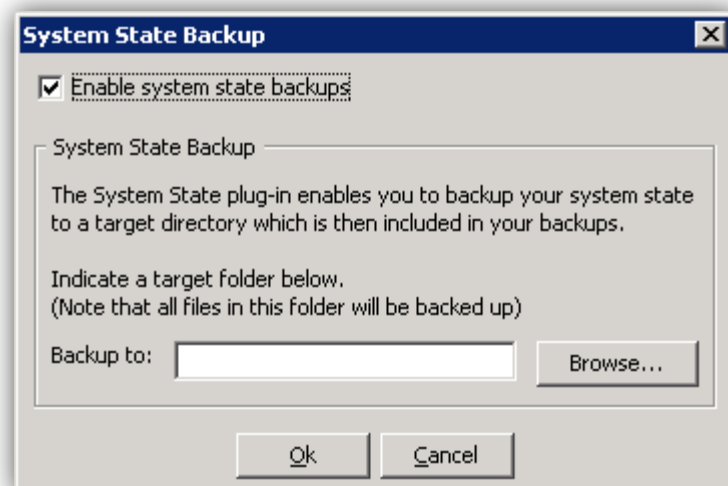 System State Backup
Enable system state backups
System State Backup
The System State plug-in enables you to backup your system state
to a target directory which is then included in your backups.
Indicate a target folder below.
(Note that all files in this folder will be backed up)
Backup to:
Browse...
Ok
Cancel